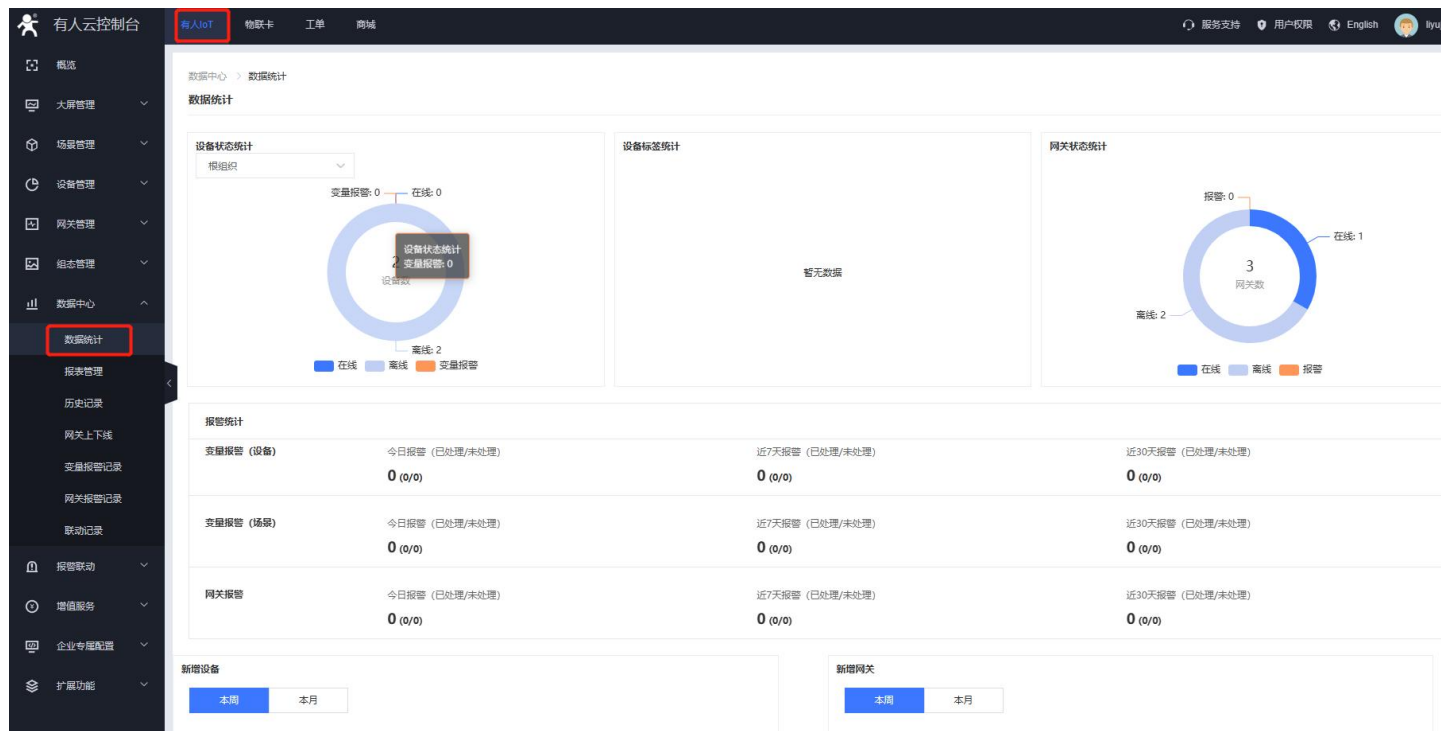 有人云控制台
有人IoT 物联卡 工单 商城
服务支持 用户权限 English liyu
概览
大屏管理
场景管理
设备管理
网关管理
组态管理
数据中心
数据统计
报表管理
历史记录
网关上下线
变量报警记录
网关报警记录
联动记录
报警联动
增值服务
企业专属配置
扩展功能
数据中心 > 数据统计
数据统计
设备状态统计
根组织
变量报警: 0 在线: 0
设备状态统计
变量报警: 0
2
设备数
离线: 2
在线 离线 变量报警
设备标签统计
暂无数据
网关状态统计
报警: 0
在线: 1
3
网关数
离线: 2
在线 离线 报警
报警统计
变量报警 (设备) 今日报警 (已处理/未处理) 近7天报警 (已处理/未处理) 近30天报警 (已处理/未处理)
0 (0/0) 0 (0/0) 0 (0/0)
变量报警 (场景) 今日报警 (已处理/未处理) 近7天报警 (已处理/未处理) 近30天报警 (已处理/未处理)
0 (0/0) 0 (0/0) 0 (0/0)
网关报警 今日报警 (已处理/未处理) 近7天报警 (已处理/未处理) 近30天报警 (已处理/未处理)
0 (0/0) 0 (0/0) 0 (0/0)
新增设备
本周 本月
新增网关
本周 本月